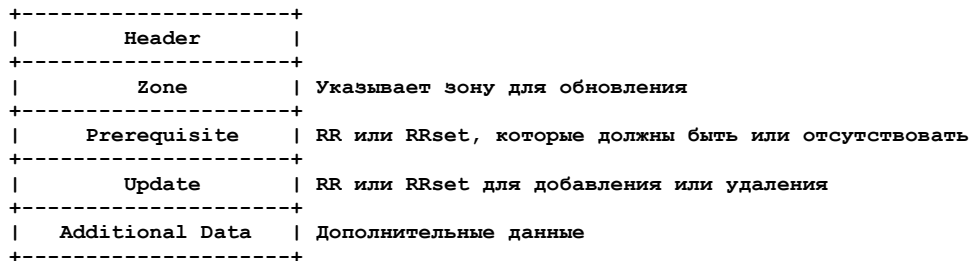 +---------------------+
|        Header       |
+---------------------+
|         Zone        | Указывает зону для обновления
+---------------------+
|     Prerequisite    | RR или RRset, которые должны быть или отсутствовать
+---------------------+
|        Update       | RR или RRset для добавления или удаления
+---------------------+
|   Additional Data   | Дополнительные данные
+---------------------+